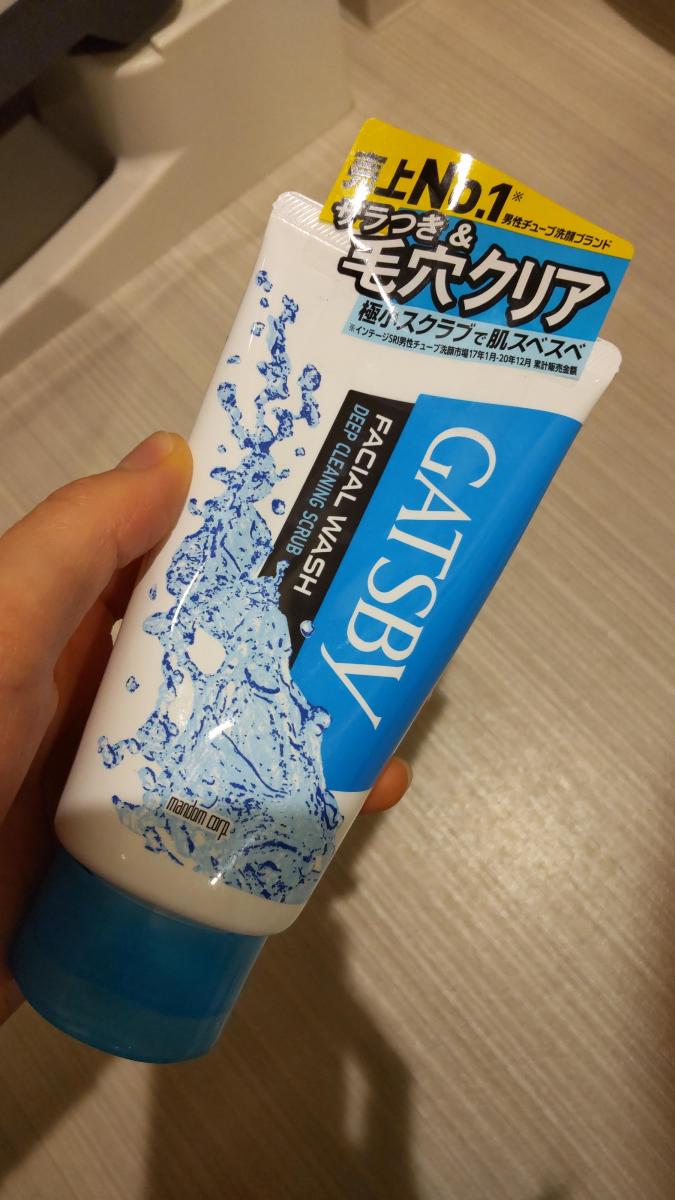 売上No.1※
男性チューブ洗顔ブランド
ザラつき&
毛穴クリア
極小スクラブで肌スベスベ
※インテージSRI男性チューブ洗顔市場17年1月-20年12月 累計販売金額
GATSBY
FACIAL WASH
DEEP CLEANING SCRUB
mandom corp.